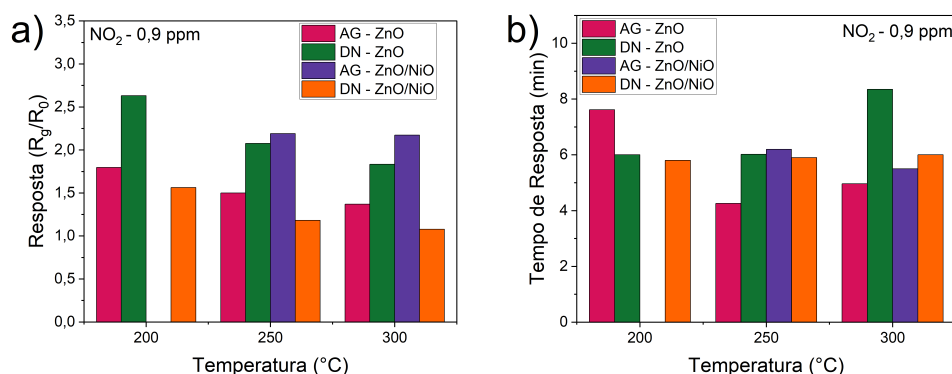 a)
NO₂ - 0,9 ppm
AG - ZnO
DN - ZnO
AG - ZnO/NiO
DN - ZnO/NiO
3,5
3,0
2,5
2,0
1,5
1,0
0,5
0,0
Resposta (R_g/R_0)
200
250
300
Temperatura (°C)
b)
AG - ZnO
DN - ZnO
AG - ZnO/NiO
DN - ZnO/NiO
NO₂ - 0,9 ppm
10
8
6
4
2
0
Tempo de Resposta (min)
200
250
300
Temperatura (°C)